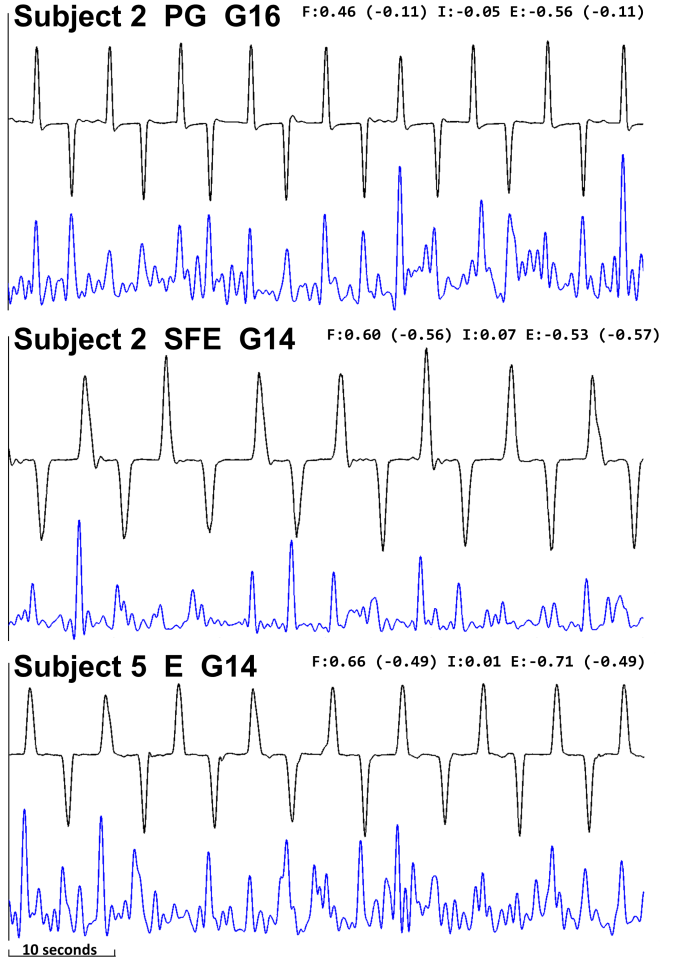 Subject 2 PG G16 F:0.46 (-0.11) I:-0.05 E:-0.56 (-0.11)
Subject 2 SFE G14 F:0.60 (-0.56) I:0.07 E:-0.53 (-0.57)
Subject 5 E G14 F:0.66 (-0.49) I:0.01 E:-0.71 (-0.49)
10 seconds